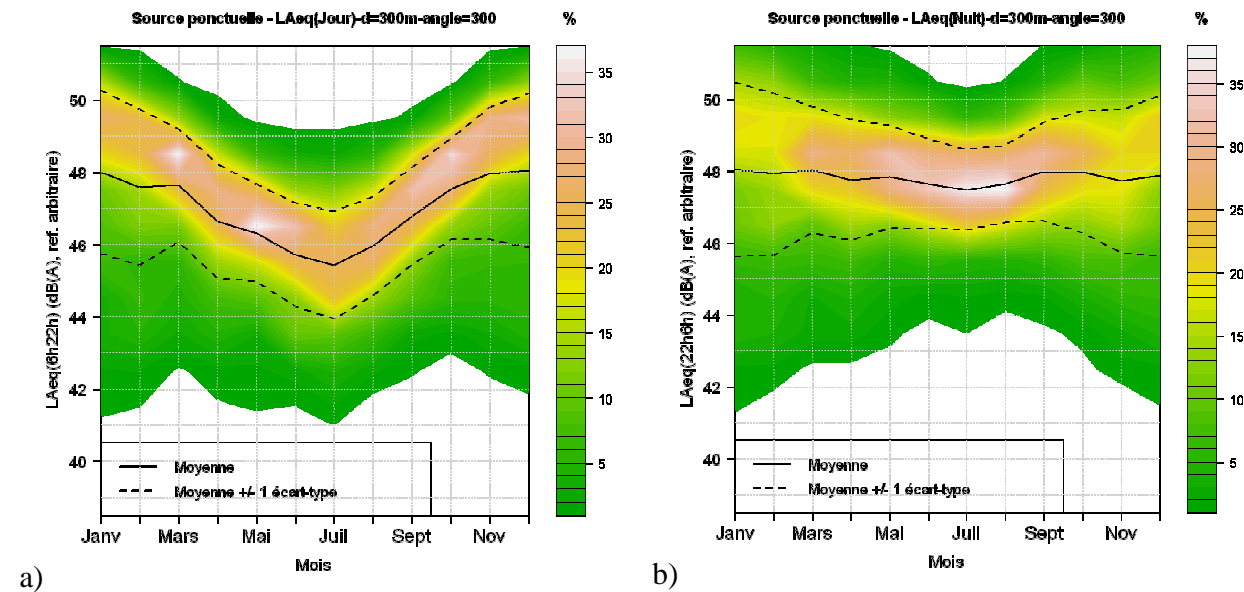 Source ponctuelle - LAeq(Jour)-d=300m-angle=300
%
LAeq(6h22h) (dB(A), ref. arbitraire)
50
48
46
44
42
40
35
30
25
20
15
10
5
Moyenne
Moyenne +/- 1 écart-type
Janv Mars Mai Juil Sept Nov
Mois
a)
Source ponctuelle - LAeq(Nuit)-d=300m-angle=300
%
LAeq(22h6h) (dB(A), ref. arbitraire)
50
48
46
44
42
40
35
30
25
20
15
10
5
Moyenne
Moyenne +/- 1 écart-type
Janv Mars Mai Juil Sept Nov
Mois
b)